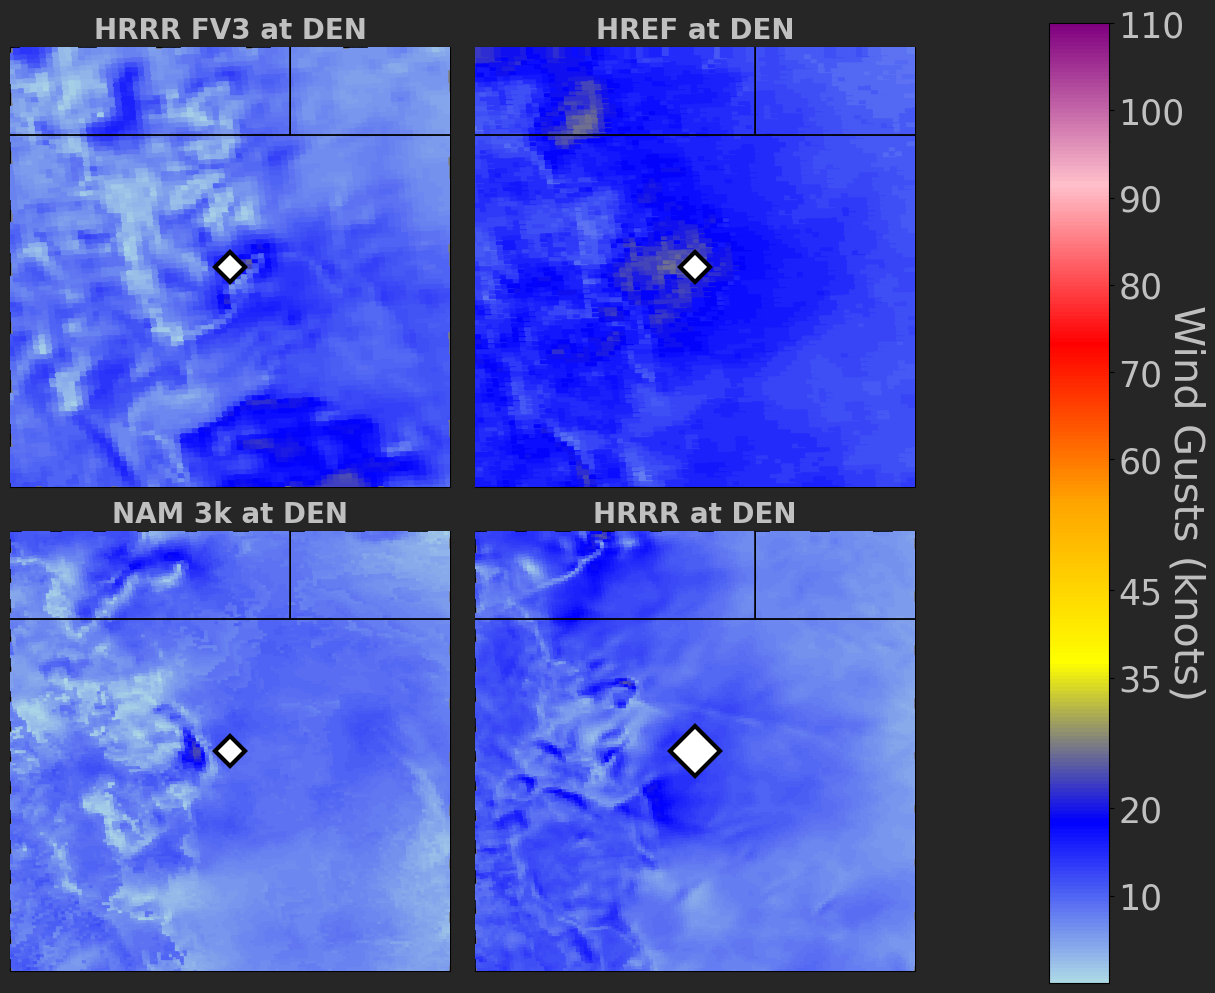 HRRR FV3 at DEN
HREF at DEN
NAM 3k at DEN
HRRR at DEN
110
100
90
80
70
60
45
35
20
10
Wind Gusts (knots)